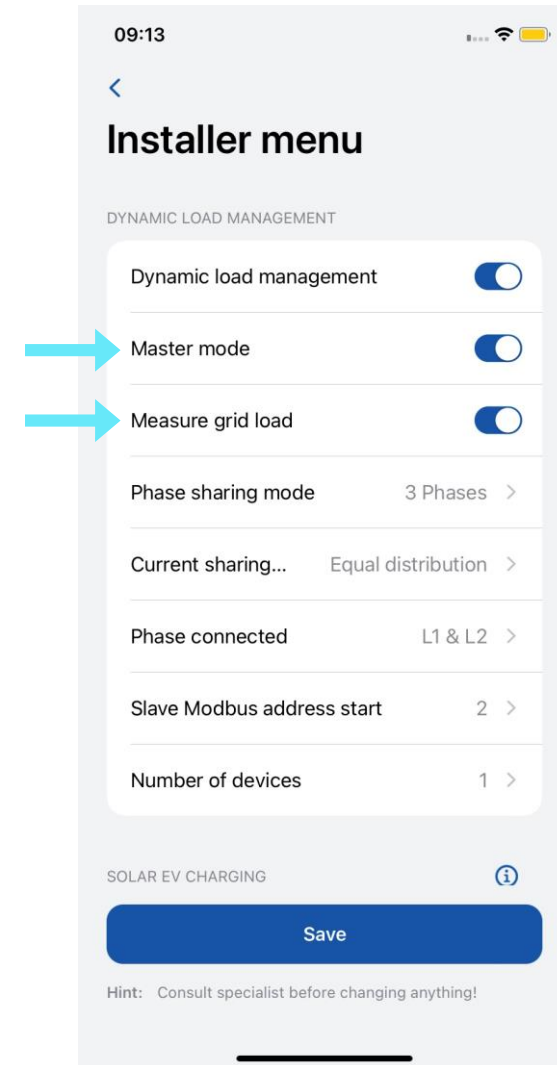 09:13
Installer menu
DYNAMIC LOAD MANAGEMENT
Dynamic load management
Master mode
Measure grid load
Phase sharing mode 3 Phases
Current sharing... Equal distribution
Phase connected L1 & L2
Slave Modbus address start 2
Number of devices 1
SOLAR EV CHARGING
Save
Hint: Consult specialist before changing anything!